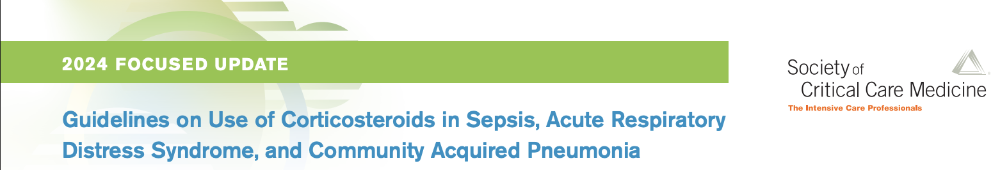 2024 FOCUSED UPDATE
Guidelines on Use of Corticosteroids in Sepsis, Acute Respiratory
Distress Syndrome, and Community Acquired Pneumonia
Society of
Critical Care Medicine
The Intensive Care Professionals